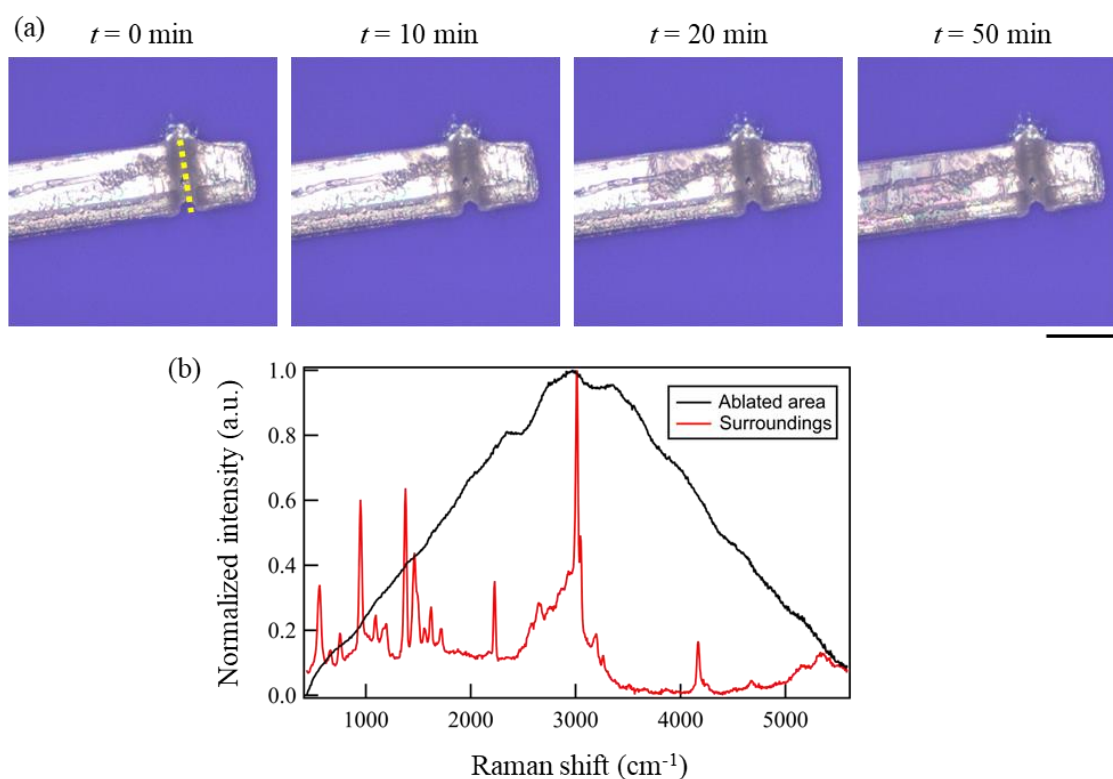 (a)
t = 0 min
t = 10 min
t = 20 min
t = 50 min
(b)
Normalized intensity (a.u.)
1.0
0.8
0.6
0.4
0.2
0.0
Ablated area
Surroundings
1000 2000 3000 4000 5000
Raman shift (cm⁻¹)